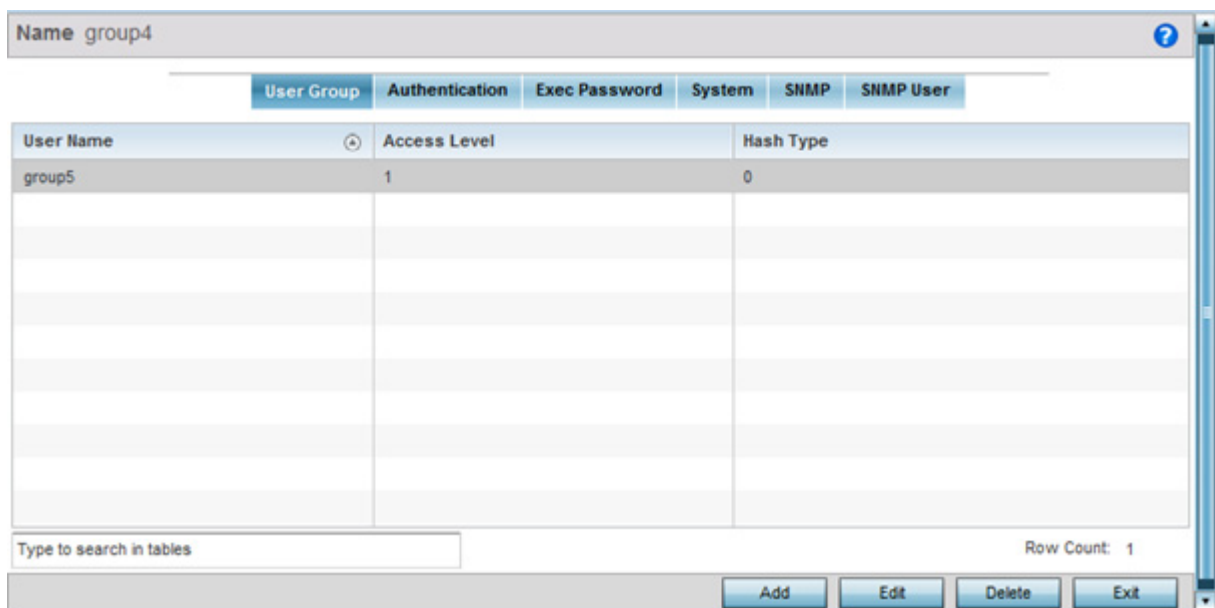 Name group4
?
User Group Authentication Exec Password System SNMP SNMP User
User Name Access Level Hash Type
group5 1 0
Type to search in tables Row Count: 1
Add Edit Delete Exit